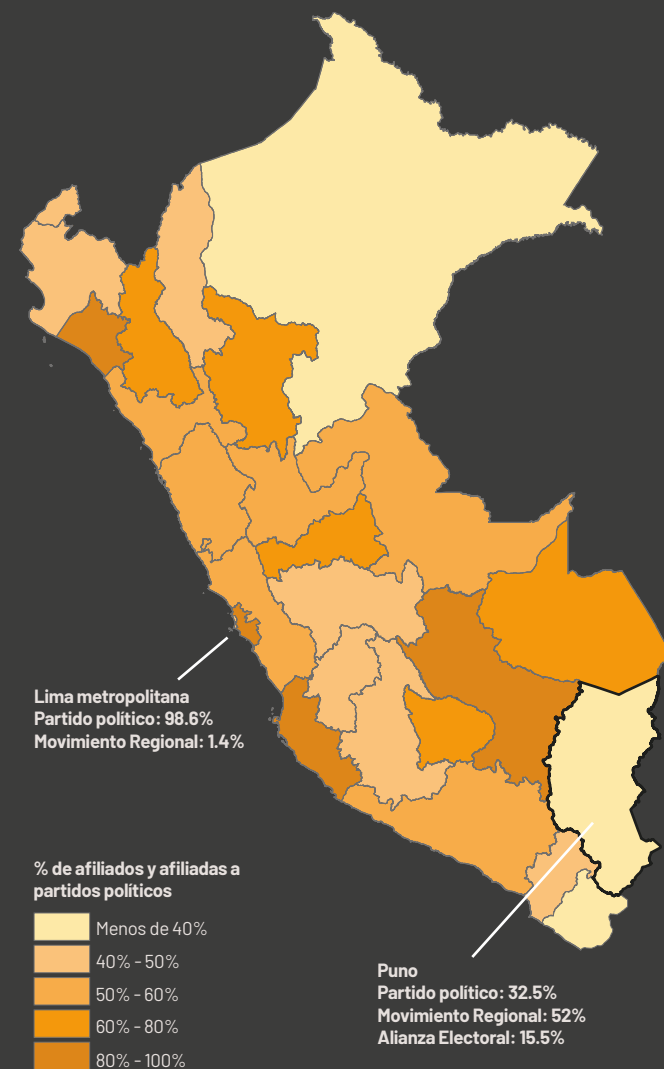 Lima metropolitana
Partido político: 98.6%
Movimiento Regional: 1.4%
% de afiliados y afiliadas a
partidos políticos
Menos de 40%
40% - 50%
50% - 60%
60% - 80%
80% - 100%
Puno
Partido político: 32.5%
Movimiento Regional: 52%
Alianza Electoral: 15.5%